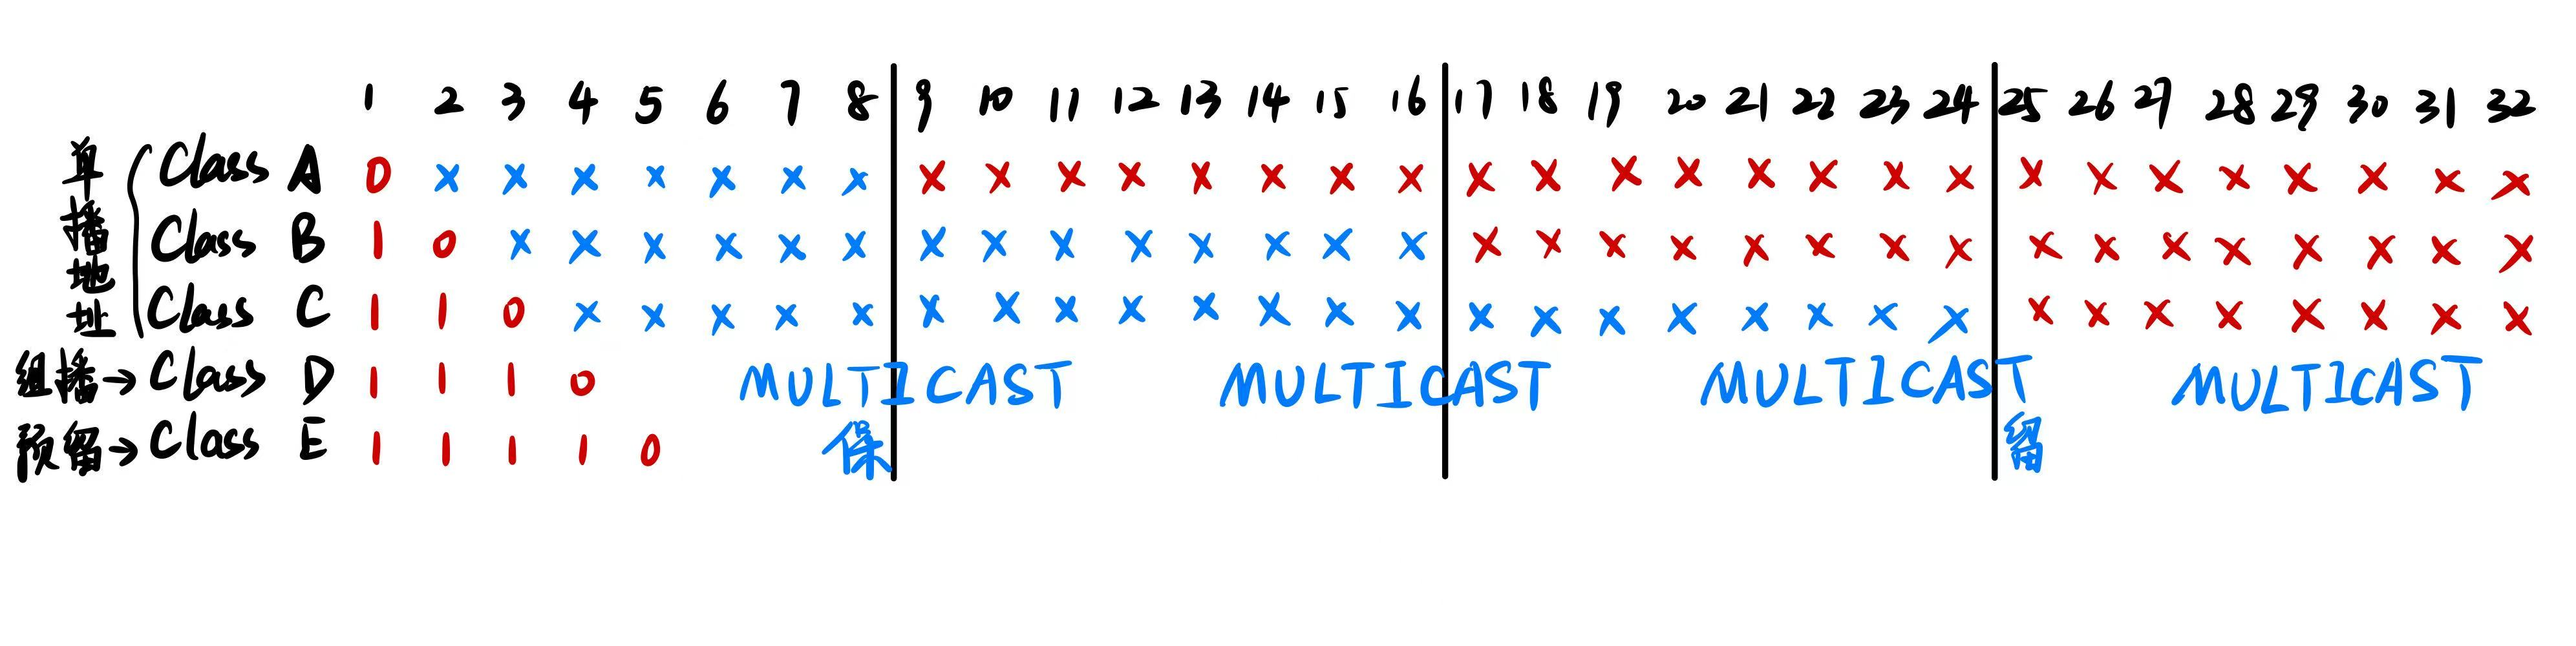 1 2 3 4 5 6 7 8 9 10 11 12 13 14 15 16 17 18 19 20 21 22 23 24 25 26 27 28 29 30 31 32
单播地址
Class A 0 x x x x x x x x x x x x x x x x x x x x x x x x x x x x x x x
Class B 1 0 x x x x x x x x x x x x x x x x x x x x x x x x x x x x x x
Class C 1 1 0 x x x x x x x x x x x x x x x x x x x x x x x x x x x x x
组播→ Class D 1 1 1 0 MULTICAST MULTICAST MULTICAST MULTICAST
预留→ Class E 1 1 1 1 0 保 留